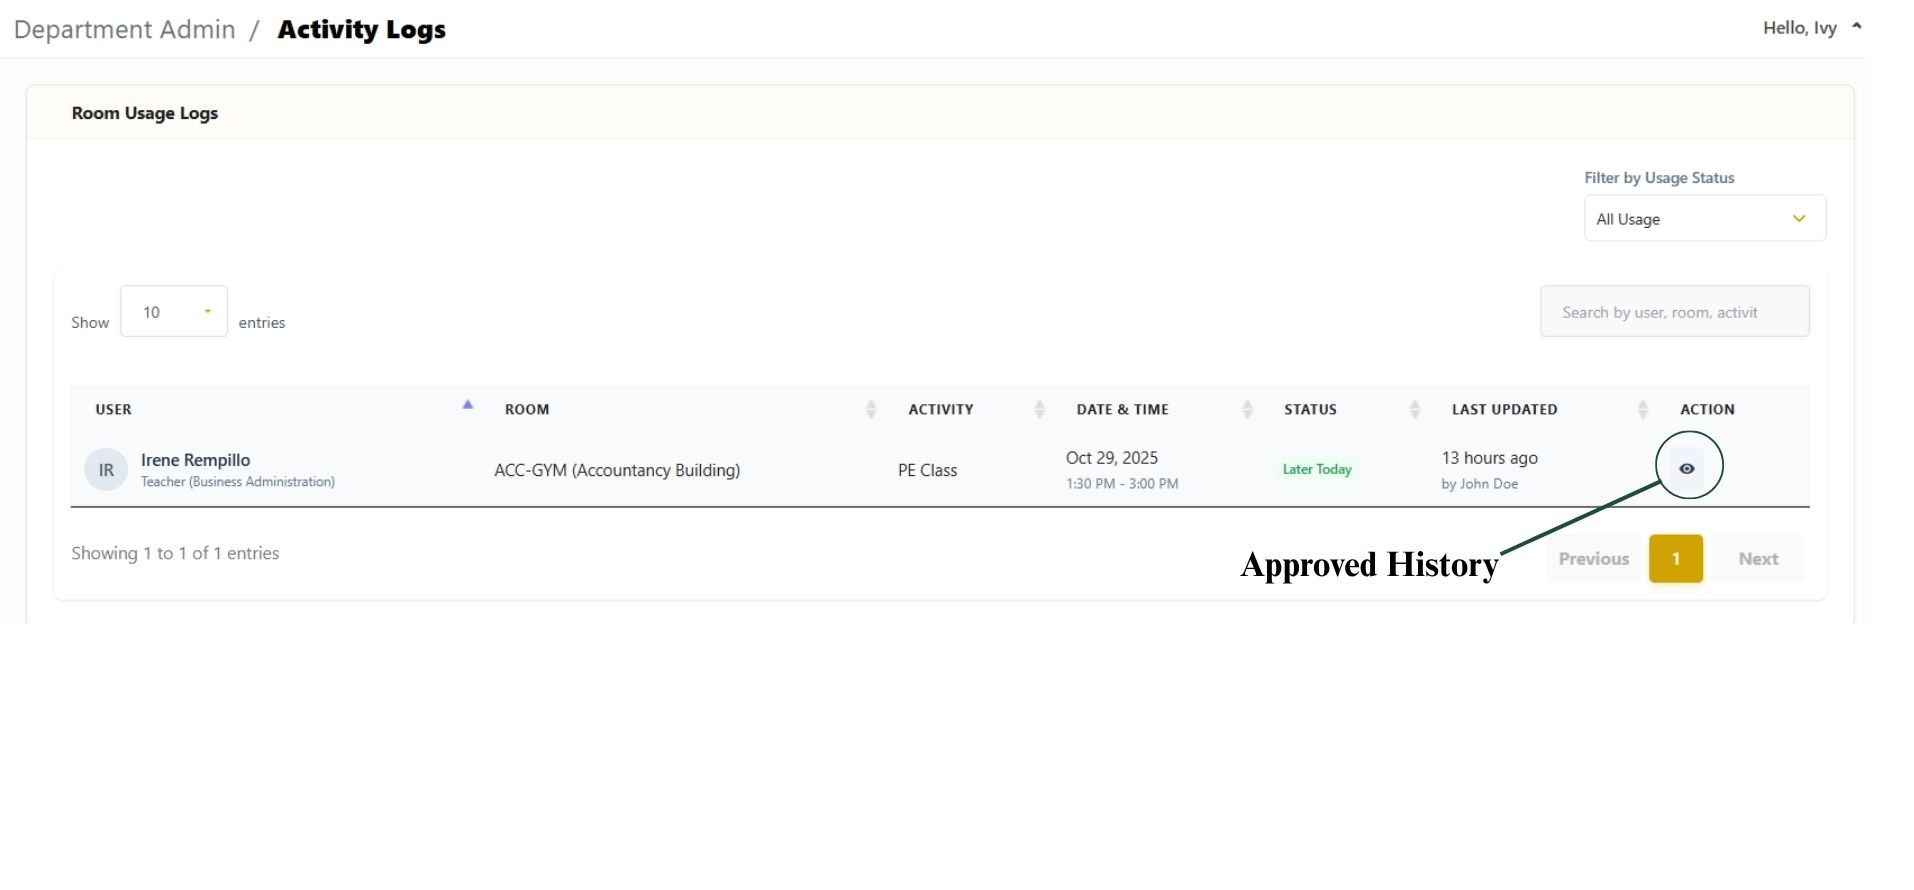 Department Admin / Activity Logs
Hello, Ivy
Room Usage Logs
Filter by Usage Status
All Usage
Show 10 entries
Search by user, room, activit
USER ROOM ACTIVITY DATE & TIME STATUS LAST UPDATED ACTION
IR Irene Rempillo ACC-GYM (Accountancy Building) PE Class Oct 29, 2025 Later Today 13 hours ago
Teacher (Business Administration) 1:30 PM - 3:00 PM by John Doe
Showing 1 to 1 of 1 entries
Approved History
Previous 1 Next